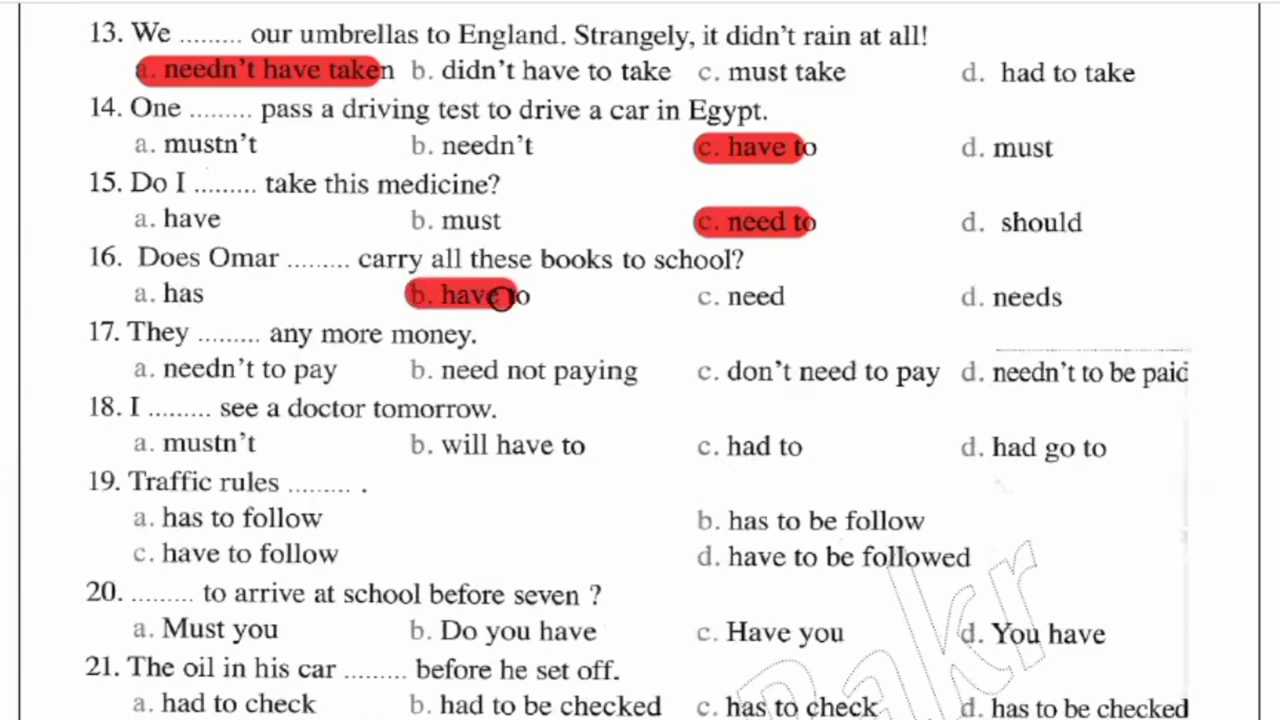 13. We ......... our umbrellas to England. Strangely, it didn't rain at all!
a. needn't have taken b. didn't have to take c. must take d. had to take
14. One ......... pass a driving test to drive a car in Egypt.
a. mustn't b. needn't c. have to d. must
15. Do I ......... take this medicine?
a. have b. must c. need to d. should
16. Does Omar ......... carry all these books to school?
a. has b. have to c. need d. needs
17. They ......... any more money.
a. needn't to pay b. need not paying c. don't need to pay d. needn't to be paid
18. I ......... see a doctor tomorrow.
a. mustn't b. will have to c. had to d. had go to
19. Traffic rules ......... .
a. has to follow b. has to be follow
c. have to follow d. have to be followed
20. ......... to arrive at school before seven ?
a. Must you b. Do you have c. Have you d. You have
21. The oil in his car ......... before he set off.
a. had to check b. had to be checked c. has to check d. has to be checked
Bakr